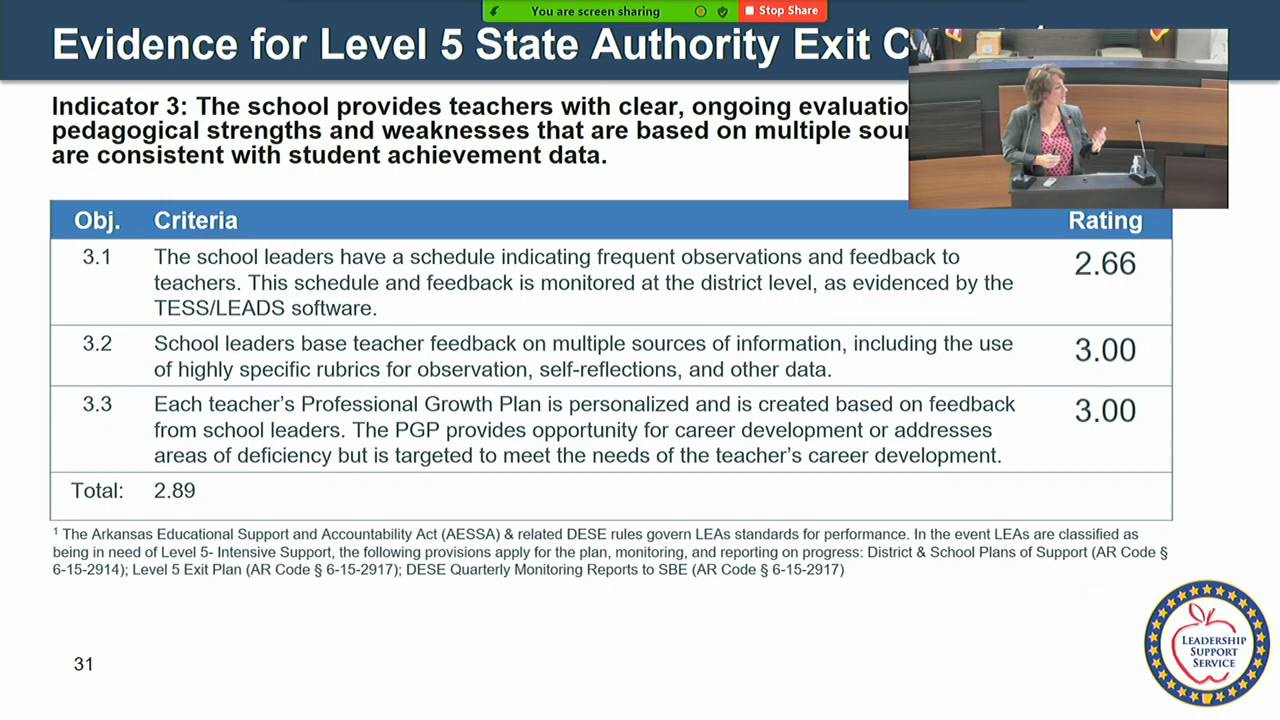 You are screen sharing
Stop Share
Evidence for Level 5 State Authority Exit C
Indicator 3: The school provides teachers with clear, ongoing
pedagogical strengths and weaknesses that are based on multiple
are consistent with student achievement data.
Obj. Criteria Rating
3.1 The school leaders have a schedule indicating frequent observations and feedback to
teachers. This schedule and feedback is monitored at the district level, as evidenced by the
TESS/LEADS software.
2.66
3.2 School leaders base teacher feedback on multiple sources of information, including the use
of highly specific rubrics for observation, self-reflections, and other data.
3.00
3.3 Each teacher’s Professional Growth Plan is personalized and is created based on feedback
from school leaders. The PGP provides opportunity for career development or addresses
areas of deficiency but is targeted to meet the needs of the teacher’s career development.
3.00
Total: 2.89
1 The Arkansas Educational Support and Accountability Act (AESSA) & related DESE rules govern LEAs standards for performance. In the event LEAs are classified as
being in need of Level 5- Intensive Support, the following provisions apply for the plan, monitoring, and reporting on progress: District & School Plans of Support (AR Code §
6-15-2914); Level 5 Exit Plan (AR Code § 6-15-2917); DESE Quarterly Monitoring Reports to SBE (AR Code § 6-15-2917)
LEADERSHIP
SUPPORT
SERVICE
31